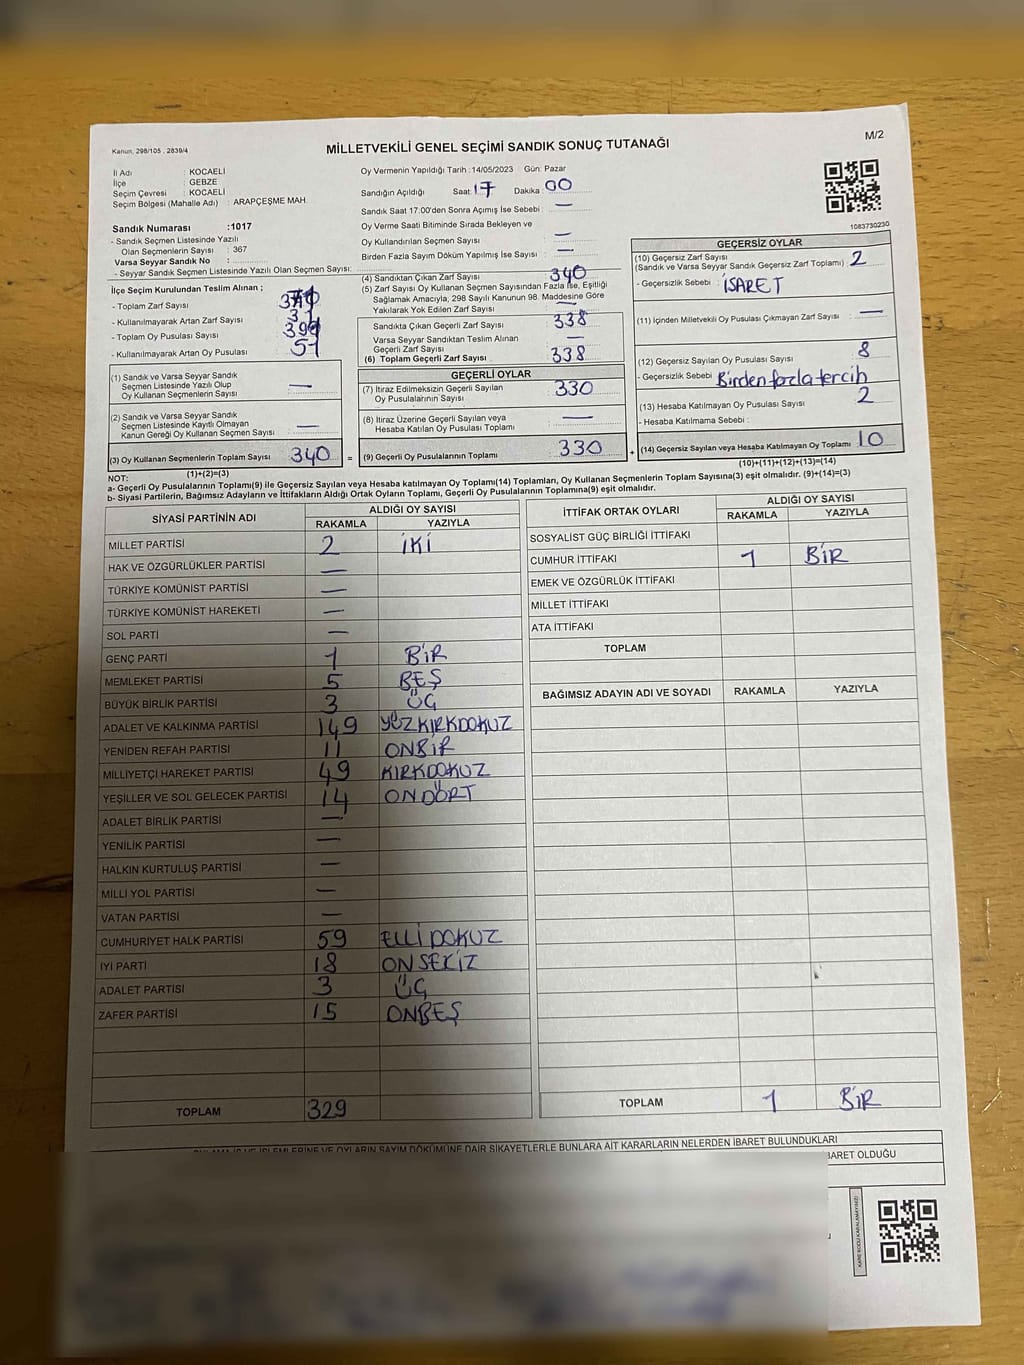 Kanun, 298/105 , 2839/4
MİLLETVEKİLİ GENEL SEÇİMİ SANDIK SONUÇ TUTANAĞI
M/2
İl Adı : KOCAELİ
İlçe : GEBZE
Seçim Çevresi : KOCAELİ
Seçim Bölgesi (Mahalle Adı) : ARAPÇEŞME MAH.
Sandık Numarası :1017
- Sandık Seçmen Listesinde Yazılı
Olan Seçmenlerin Sayısı : 367
Varsa Seyyar Sandık No :
- Seyyar Sandık Seçmen Listesinde Yazılı Olan Seçmen Sayısı:
Oy Vermenin Yapıldığı Tarih :14/05/2023 Gün: Pazar
Sandığın Açıldığı Saat: 17 Dakika : 00
Sandık Saat 17:00'den Sonra Açımış İse Sebebi : —
Oy Verme Saati Bitiminde Sırada Bekleyen ve
Oy Kullandırılan Seçmen Sayısı —
Birden Fazla Sayım Döküm Yapılmış İse Sayısı : —
1083730230
İlçe Seçim Kurulundan Teslim Alınan ;
- Toplam Zarf Sayısı
- Kullanılmayarak Artan Zarf Sayısı
- Toplam Oy Pusulası Sayısı
- Kullanılmayarak Artan Oy Pusulası 51
(1) Sandık ve Varsa Seyyar Sandık
Seçmen Listesinde Yazılı Olup
Oy Kullanan Seçmenlerin Sayısı —
(2) Sandık ve Varsa Seyyar Sandık
Seçmen Listesinde Kayıtlı Olmayan
Kanun Gereği Oy Kullanan Seçmen Sayısı —
(3) Oy Kullanan Seçmenlerin Toplam Sayısı 340 =
(1)+(2)=(3)
(4) Sandıktan Çıkan Zarf Sayısı 340
(5) Zarf Sayısı Oy Kullanan Seçmen Sayısından Fazla İse, Eşitliği
Sağlamak Amacıyla, 298 Sayılı Kanunun 98. Maddesine Göre
Yakılarak Yok Edilen Zarf Sayısı —
Sandıkta Çıkan Geçerli Zarf Sayısı 338
Varsa Seyyar Sandıktan Teslim Alınan
Geçerli Zarf Sayısı —
(6) Toplam Geçerli Zarf Sayısı 338
GEÇERLİ OYLAR
(7) İtiraz Edilmeksizin Geçerli Sayılan
Oy Pusulalarının Sayısı 330
(8) İtiraz Üzerine Geçerli Sayılan veya
Hesaba Katılan Oy Pusulası Toplamı —
(9) Geçerli Oy Pusulalarının Toplamı 330 +
GEÇERSİZ OYLAR
(10) Geçersiz Zarf Sayısı
(Sandık ve Varsa Seyyar Sandık Geçersiz Zarf Toplamı) 2
- Geçersizlik Sebebi : İŞARET
(11) İçinden Milletvekili Oy Pusulası Çıkmayan Zarf Sayısı : —
(12) Geçersiz Sayılan Oy Pusulası Sayısı 8
- Geçersizlik Sebebi Birden fazla tercih
(13) Hesaba Katılmayan Oy Pusulası Sayısı 2
- Hesaba Katılmama Sebebi :
(14) Geçersiz Sayılan veya Hesaba Katılmayan Oy Toplamı 10
(10)+(11)+(12)+(13)=(14)
NOT:
a- Geçerli Oy Pusulalarının Toplamı(9) ile Geçersiz Sayılan veya Hesaba Katılmayan Oy Toplamı(14) Toplamları, Oy Kullanan Seçmenlerin Toplam Sayısına(3) eşit olmalıdır. (9)+(14)=(3)
b- Siyasi Partilerin, Bağımsız Adayların ve İttifakların Aldığı Ortak Oyların Toplamı, Geçerli Oy Pusulalarının Toplamına(9) eşit olmalıdır.
SİYASİ PARTİNİN ADI ALDIĞI OY SAYISI
RAKAMLA YAZIYLA
MİLLET PARTİSİ 2 İKİ
HAK VE ÖZGÜRLÜKLER PARTİSİ —
TÜRKİYE KOMÜNİST PARTİSİ —
TÜRKİYE KOMÜNİST HAREKETİ —
SOL PARTİ —
GENÇ PARTİ 1 BİR
MEMLEKET PARTİSİ 5 BEŞ
BÜYÜK BİRLİK PARTİSİ 3 ÜÇ
ADALET VE KALKINMA PARTİSİ 149 YÜZKIRKDOKUZ
YENİDEN REFAH PARTİSİ 11 ONBİR
MİLLİYETÇİ HAREKET PARTİSİ 49 KIRKDOKUZ
YEŞİLLER VE SOL GELECEK PARTİSİ 14 ONDÖRT
ADALET BİRLİK PARTİSİ —
YENİLİK PARTİSİ —
HALKIN KURTULUŞ PARTİSİ —
MİLLİ YOL PARTİSİ —
VATAN PARTİSİ —
CUMHURİYET HALK PARTİSİ 59 ELLİ DOKUZ
İYİ PARTİ 18 ONSEKİZ
ADALET PARTİSİ 3 ÜÇ
ZAFER PARTİSİ 15 ONBEŞ
TOPLAM 329
İTTİFAK ORTAK OYLARI ALDIĞI OY SAYISI
RAKAMLA YAZIYLA
SOSYALİST GÜÇ BİRLİĞİ İTTİFAKI
CUMHUR İTTİFAKI 1 BİR
EMEK VE ÖZGÜRLÜK İTTİFAKI
MİLLET İTTİFAKI
ATA İTTİFAKI
TOPLAM
BAĞIMSIZ ADAYIN ADI VE SOYADI RAKAMLA YAZIYLA
TOPLAM 1 BİR
İŞLEMLERİNE VE OYLARIN SAYIM DÖKÜMÜNE DAİR ŞİKAYETLERLE BUNLARA AİT KARARLARIN NELERDEN İBARET BULUNDUKLARI
BARET OLDUĞU
KARE KODU KARALAMAYINIZ!